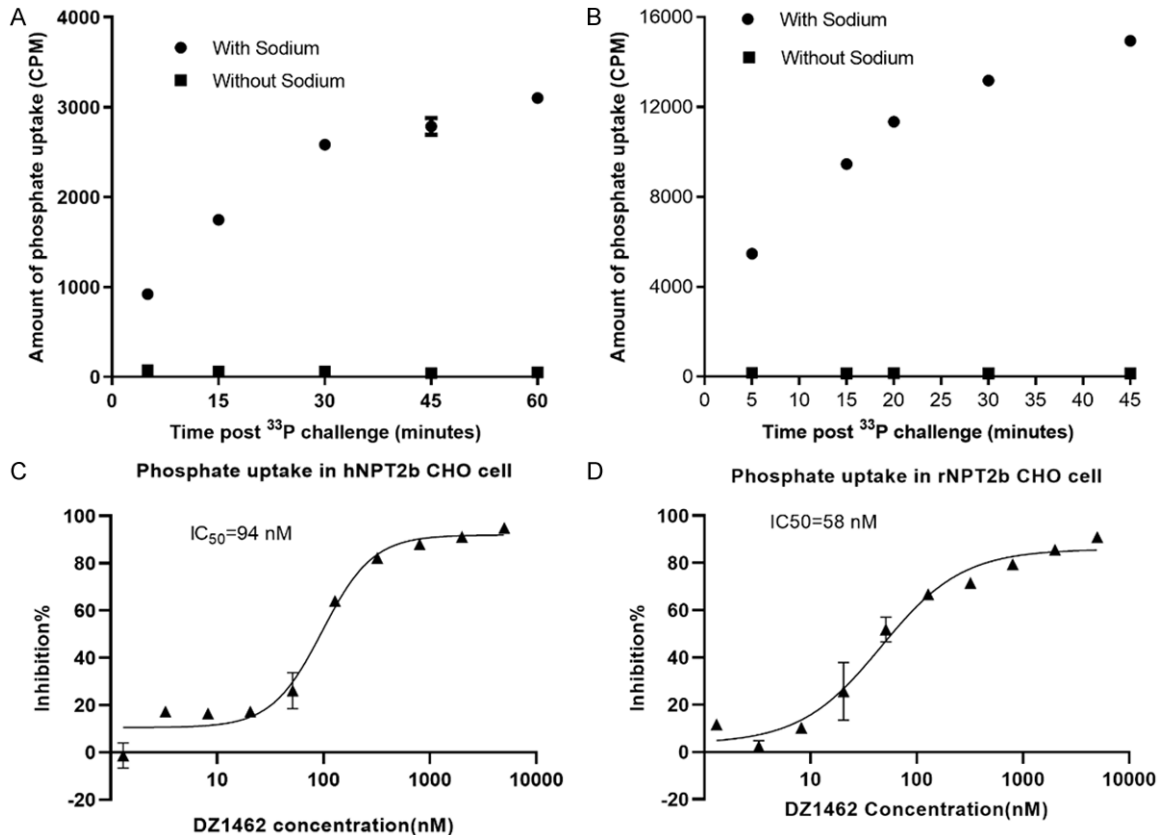 A
Amount of phosphate uptake (CPM)
4000
3000
2000
1000
0
With Sodium
Without Sodium
0 15 30 45 60
Time post ³³P challenge (minutes)
B
Amount of phosphate uptake (CPM)
16000
12000
8000
4000
0
With Sodium
Without Sodium
0 5 10 15 20 25 30 35 40 45
Time post ³³P challenge (minutes)
C
Phosphate uptake in hNPT2b CHO cell
IC₅₀=94 nM
Inhibition%
100
80
60
40
20
0
-20
10 100 1000 10000
DZ1462 concentration(nM)
D
Phosphate uptake in rNPT2b CHO cell
IC50=58 nM
Inhibition%
100
80
60
40
20
0
-20
10 100 1000 10000
DZ1462 Concentration(nM)